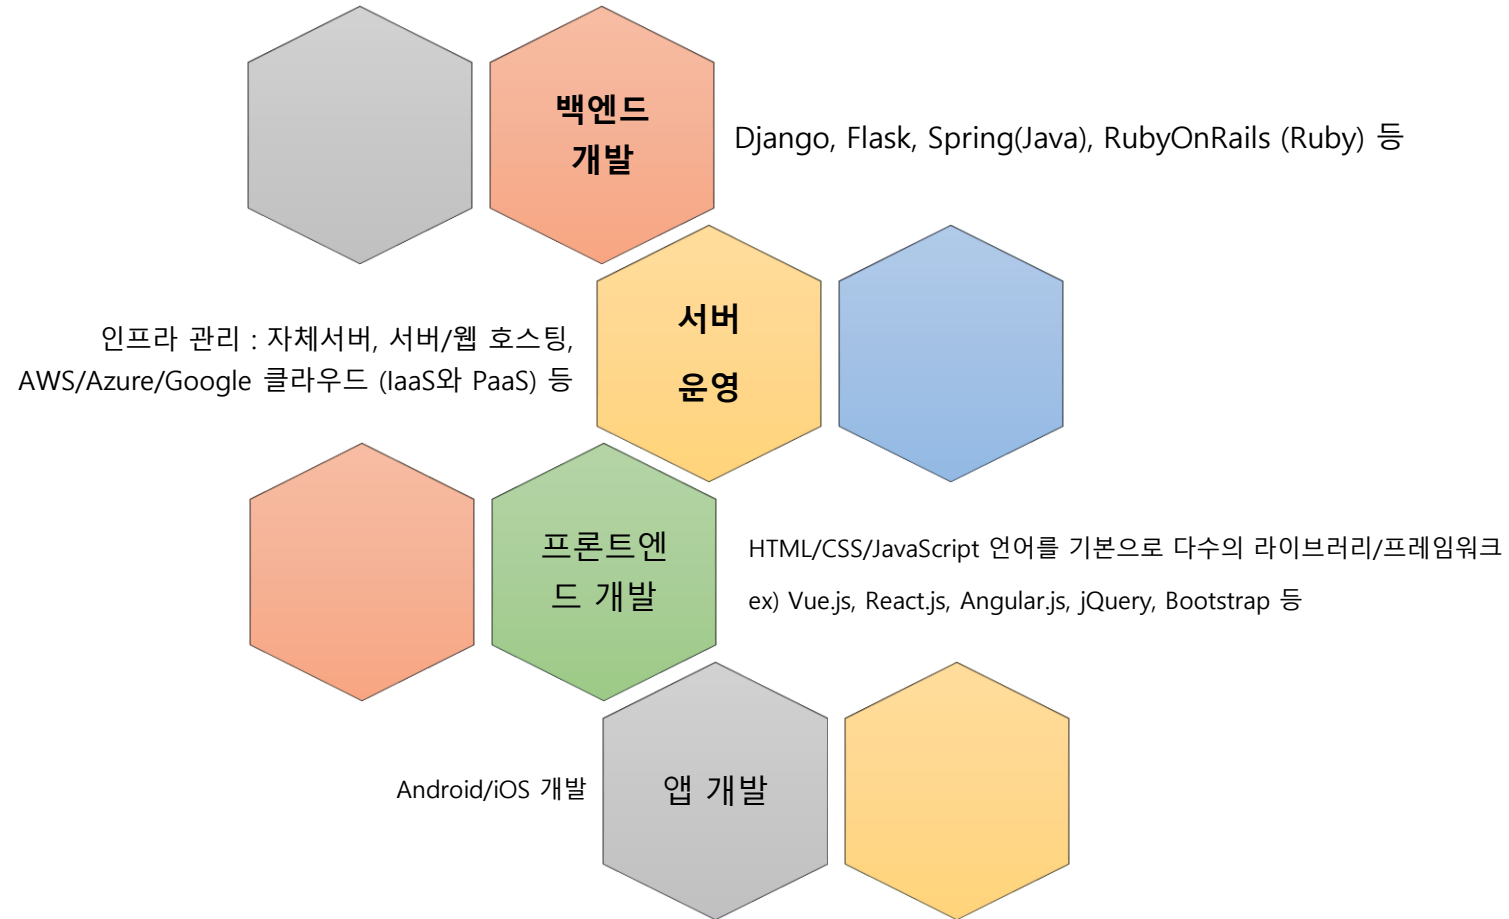 백엔드
개발
Django, Flask, Spring(Java), RubyOnRails (Ruby) 등
서버
운영
인프라 관리 : 자체서버, 서버/웹 호스팅,
AWS/Azure/Google 클라우드 (IaaS와 PaaS) 등
프론트엔
드 개발
HTML/CSS/JavaScript 언어를 기본으로 다수의 라이브러리/프레임워크
ex) Vue.js, React.js, Angular.js, jQuery, Bootstrap 등
앱 개발
Android/iOS 개발